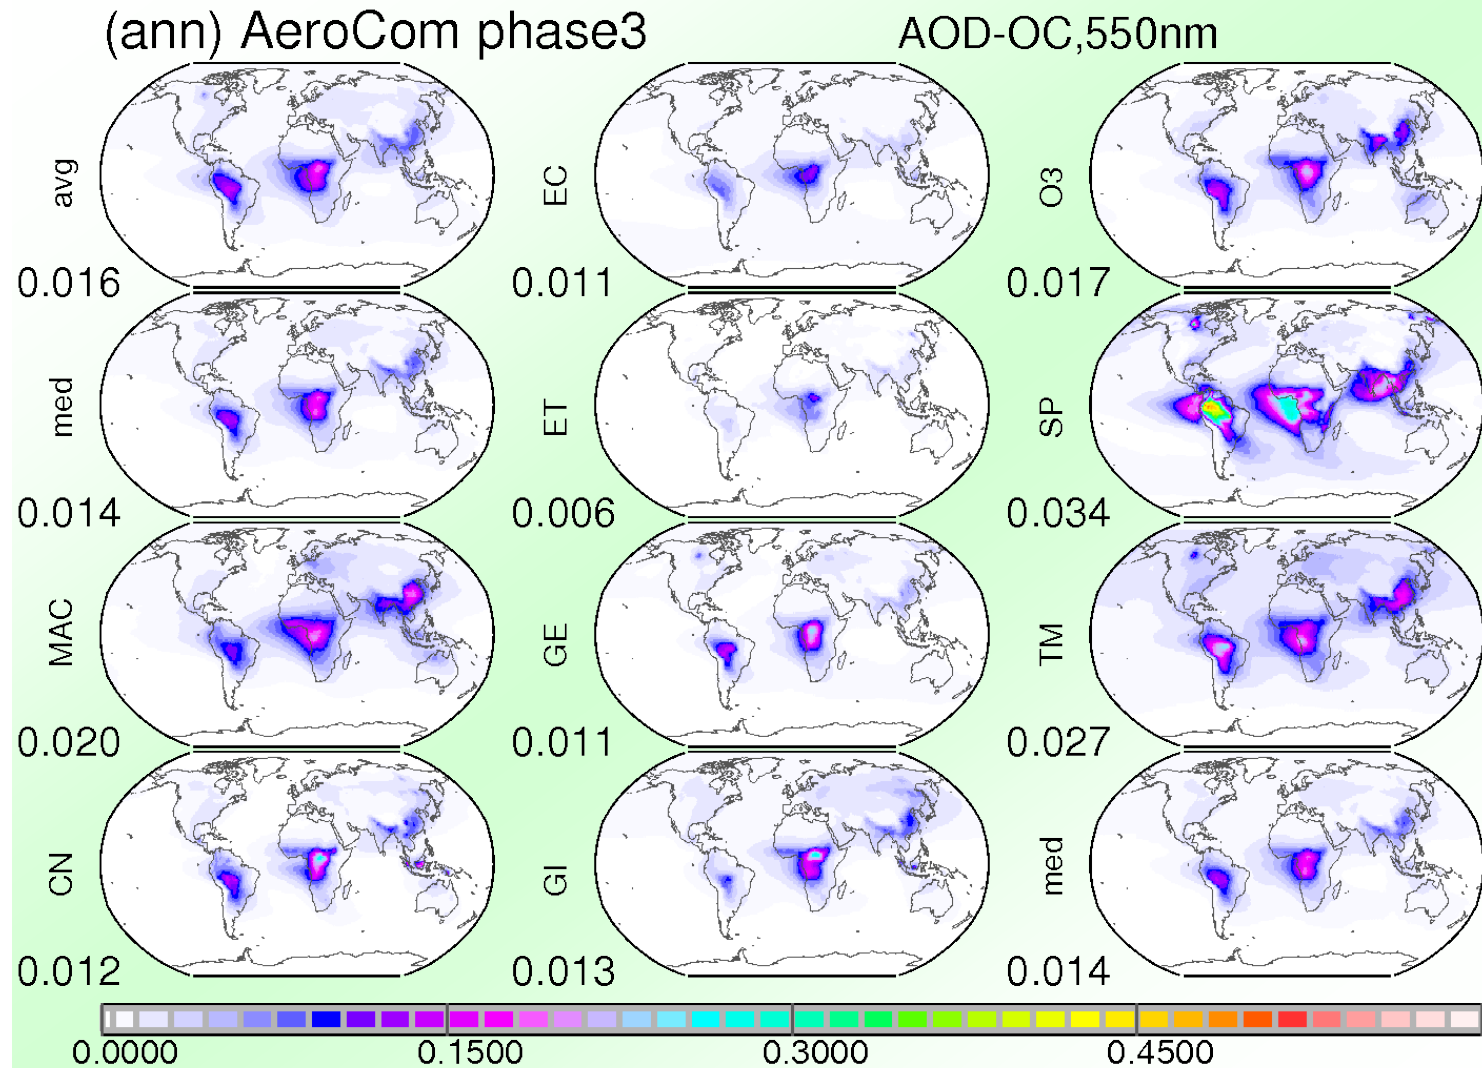 (ann) AeroCom phase3 AOD-OC,550nm
avg EC O3
0.016 0.011 0.017
med ET SP
0.014 0.006 0.034
MAC GE TM
0.020 0.011 0.027
CN GI med
0.012 0.013 0.014
0.0000 0.1500 0.3000 0.4500